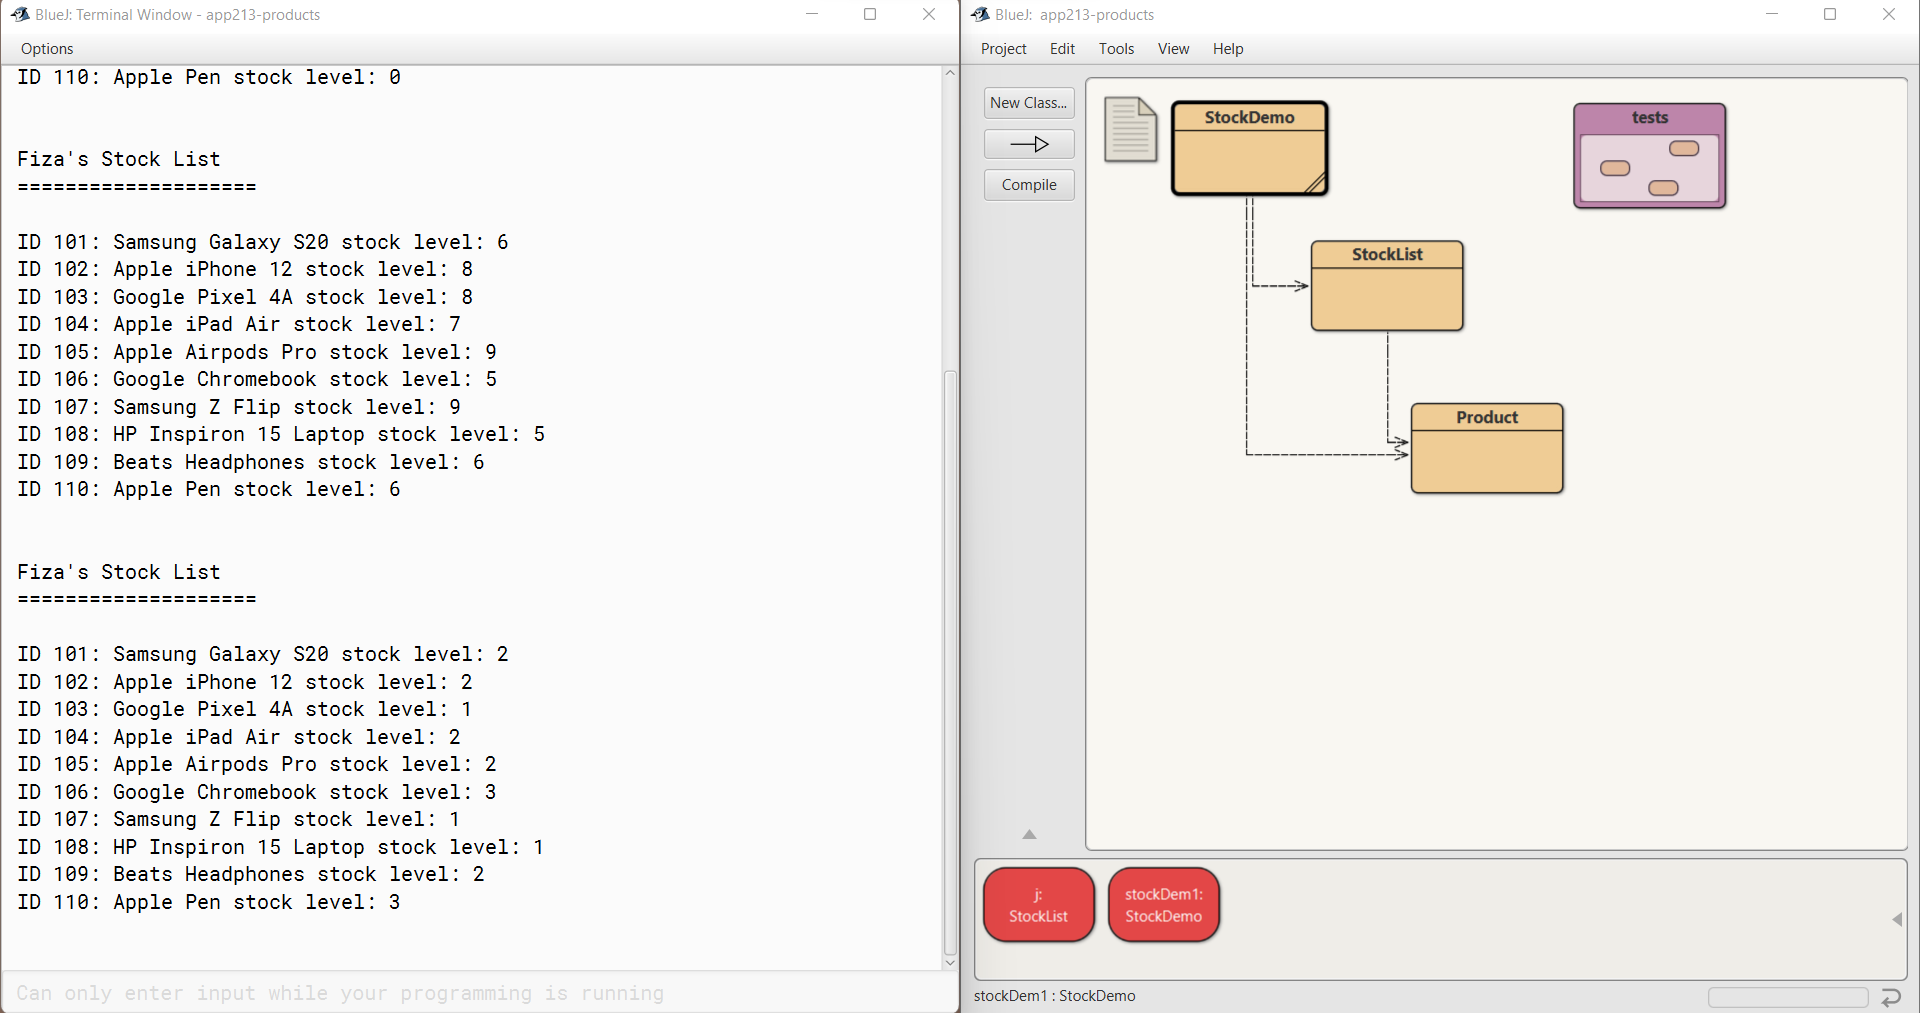 BlueJ: Terminal Window - app213-products
Options
ID 110: Apple Pen stock level: 0
Fiza's Stock List
====================
ID 101: Samsung Galaxy S20 stock level: 6
ID 102: Apple iPhone 12 stock level: 8
ID 103: Google Pixel 4A stock level: 8
ID 104: Apple iPad Air stock level: 7
ID 105: Apple Airpods Pro stock level: 9
ID 106: Google Chromebook stock level: 5
ID 107: Samsung Z Flip stock level: 9
ID 108: HP Inspiron 15 Laptop stock level: 5
ID 109: Beats Headphones stock level: 6
ID 110: Apple Pen stock level: 6
Fiza's Stock List
====================
ID 101: Samsung Galaxy S20 stock level: 2
ID 102: Apple iPhone 12 stock level: 2
ID 103: Google Pixel 4A stock level: 1
ID 104: Apple iPad Air stock level: 2
ID 105: Apple Airpods Pro stock level: 2
ID 106: Google Chromebook stock level: 3
ID 107: Samsung Z Flip stock level: 1
ID 108: HP Inspiron 15 Laptop stock level: 1
ID 109: Beats Headphones stock level: 2
ID 110: Apple Pen stock level: 3
Can only enter input while your programming is running
BlueJ: app213-products
Project Edit Tools View Help
New Class...
Compile
StockDemo
tests
StockList
Product
j:
StockList
stockDem1:
StockDemo
stockDem1 : StockDemo